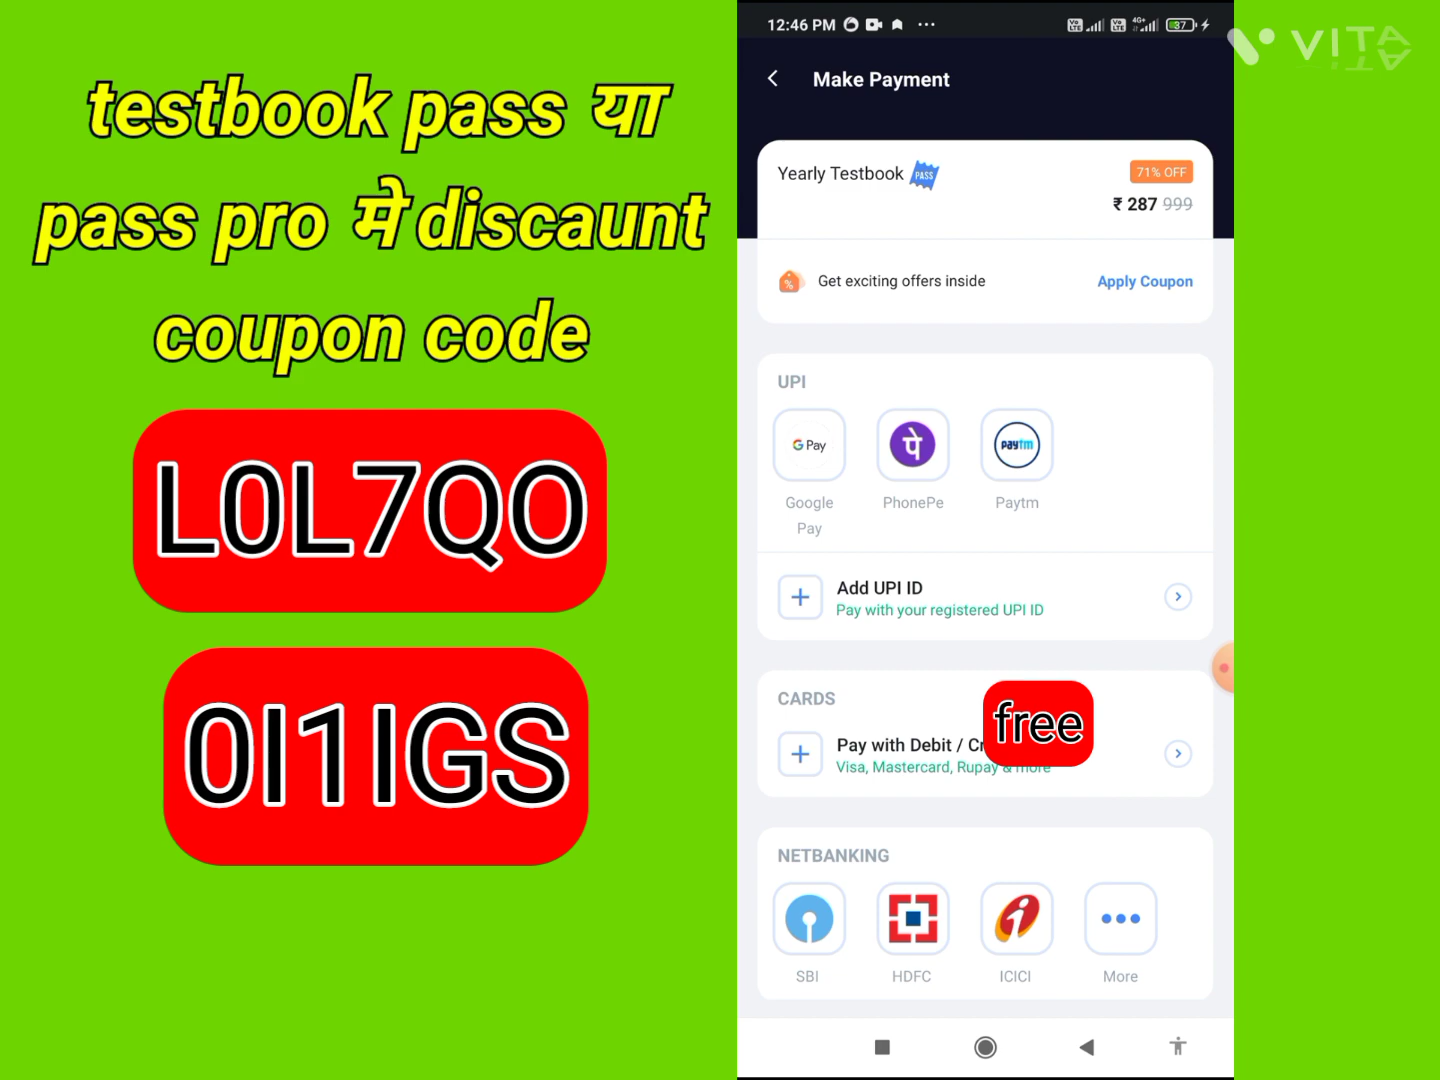 testbook pass या
pass pro मे discaunt
coupon code
L0L7QO
0I1IGS
12:46 PM
4G+
37
VITA
Make Payment
Yearly Testbook PASS
71% OFF
₹ 287 999
Get exciting offers inside
Apply Coupon
UPI
G Pay
पे
paytm
Google
Pay
PhonePe
Paytm
Add UPI ID
Pay with your registered UPI ID
CARDS
free
Pay with Debit / Cr
Visa, Mastercard, Rupay & more
NETBANKING
SBI
HDFC
ICICI
More